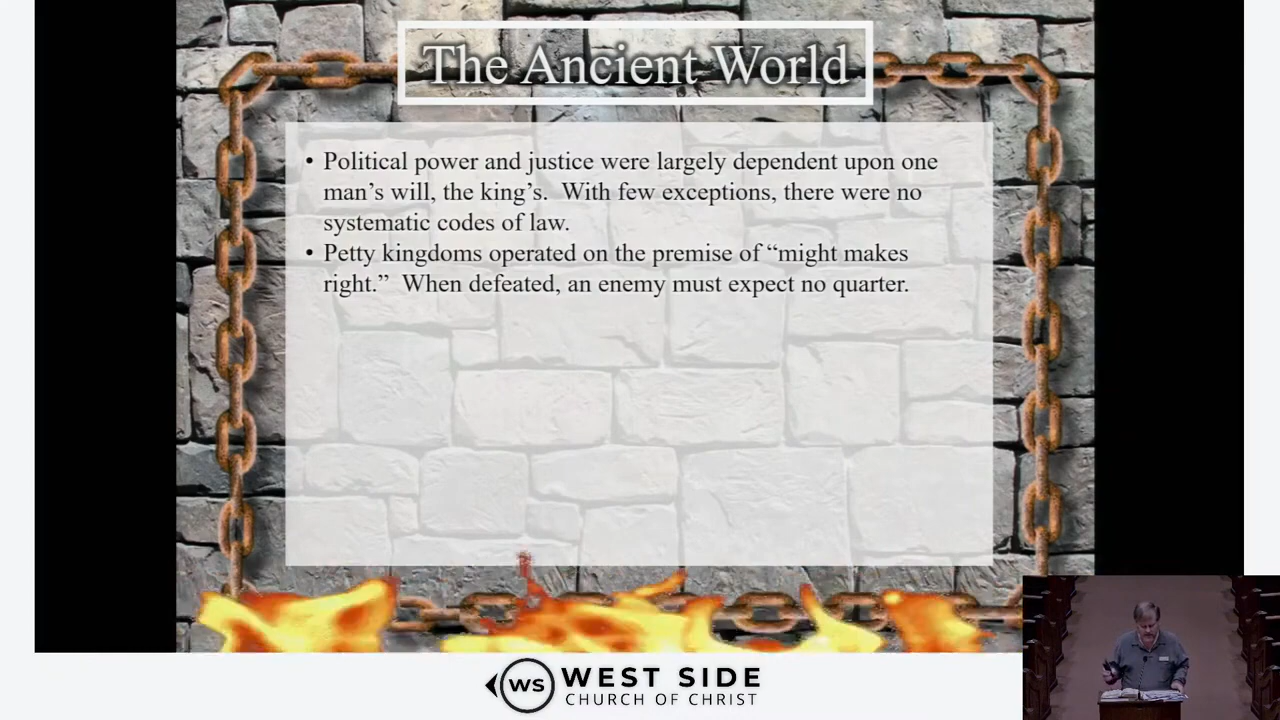 The Ancient World
• Political power and justice were largely dependent upon one
man’s will, the king’s.  With few exceptions, there were no
systematic codes of law.
• Petty kingdoms operated on the premise of “might makes
right.”  When defeated, an enemy must expect no quarter.
WS
WEST SIDE
CHURCH OF CHRIST